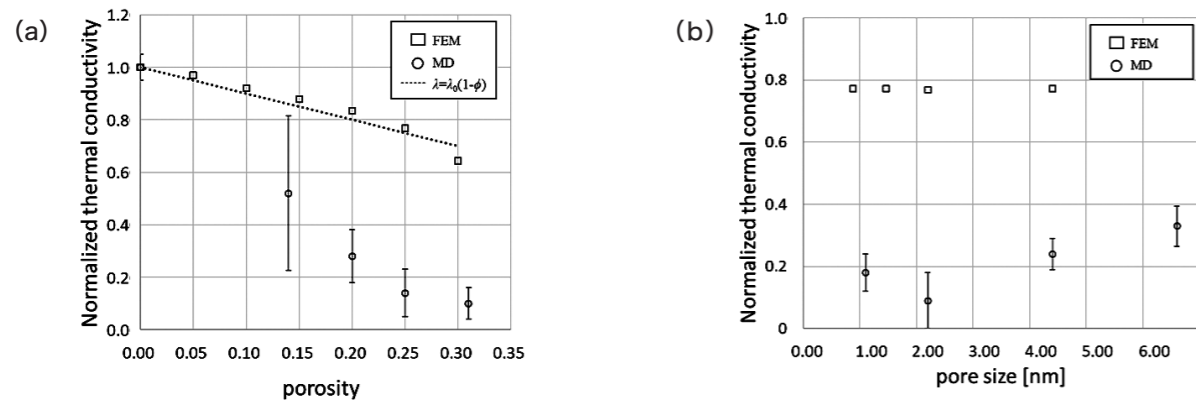 (a)
Normalized thermal conductivity
1.2
1.0
0.8
0.6
0.4
0.2
0.0
0.00 0.05 0.10 0.15 0.20 0.25 0.30 0.35
porosity
FEM
MD
λ=λ₀(1-ϕ)
(b)
Normalized thermal conductivity
1.0
0.8
0.6
0.4
0.2
0
0.00 1.00 2.00 3.00 4.00 5.00 6.00
pore size [nm]
FEM
MD